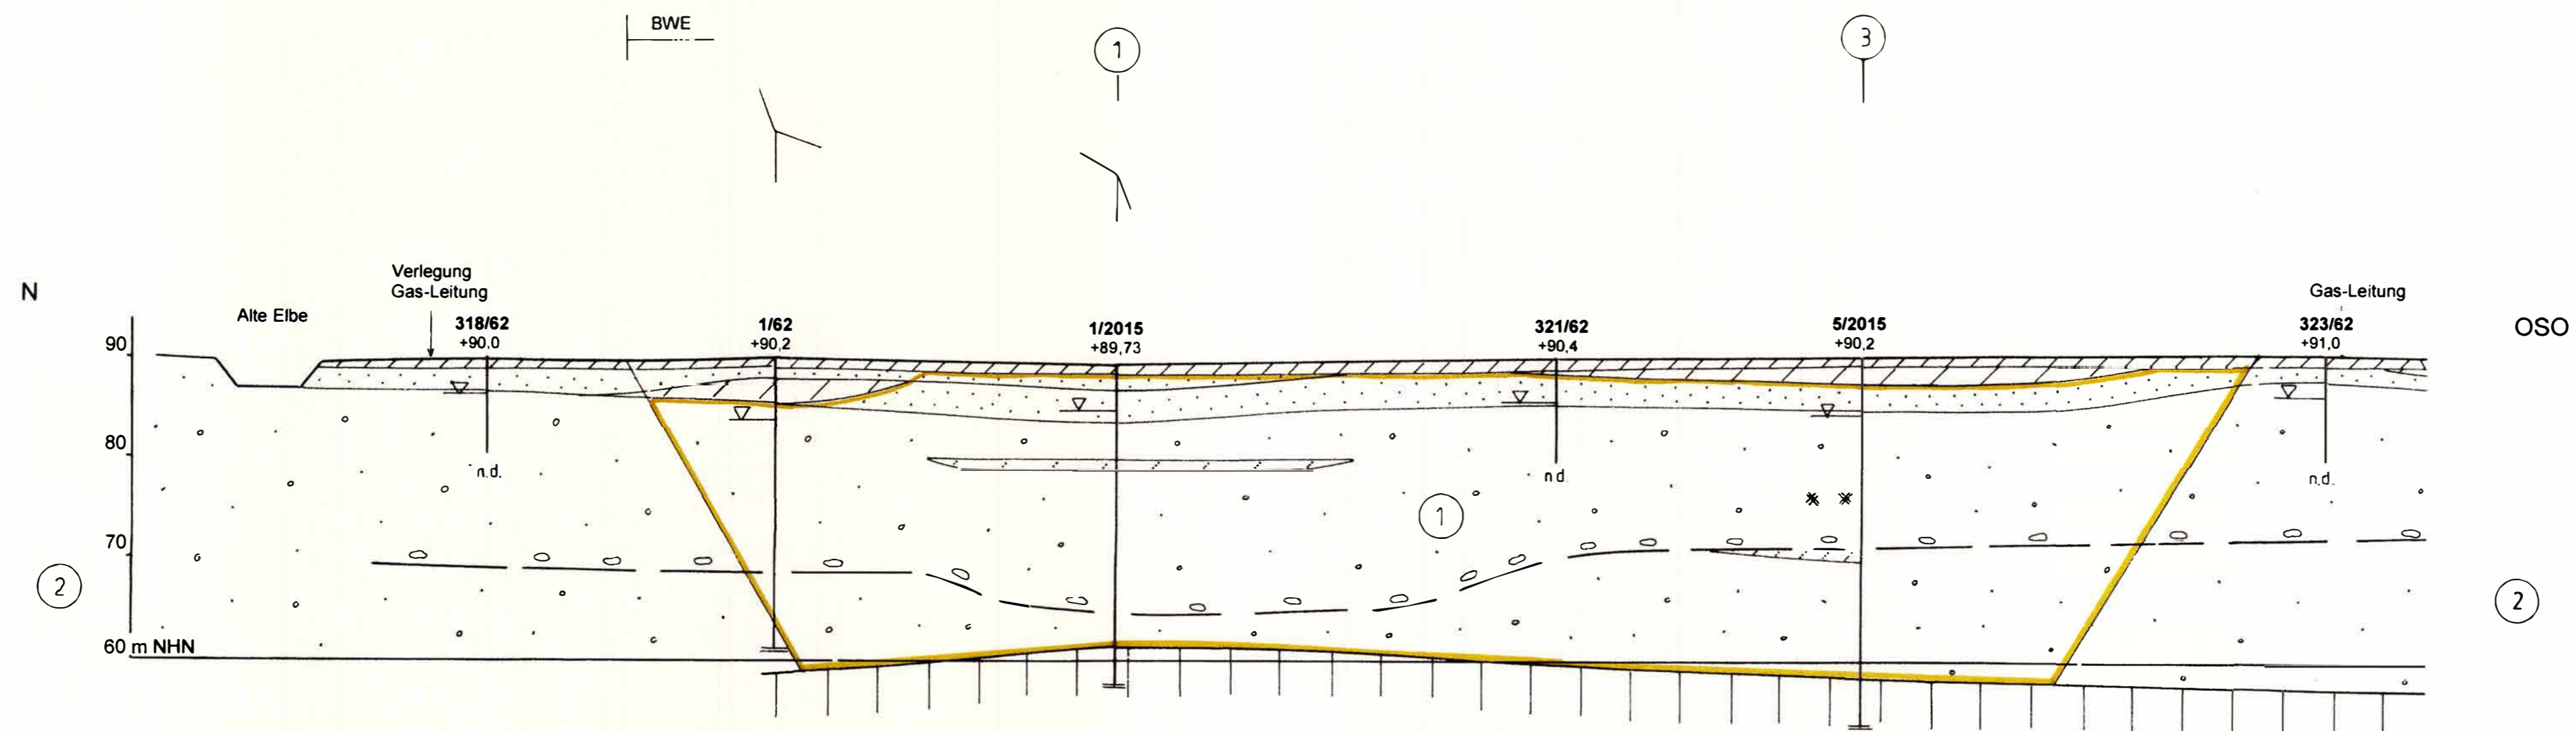 BWE
1
3
N
Alte Elbe
Verlegung
Gas-Leitung
318/62
+90,0
1/62
+90,2
1/2015
+89,73
321/62
+90,4
5/2015
+90,2
Gas-Leitung
323/62
+91,0
OSO
90
80
n.d.
n d
n.d.
1
70
2
2
60 m NHN